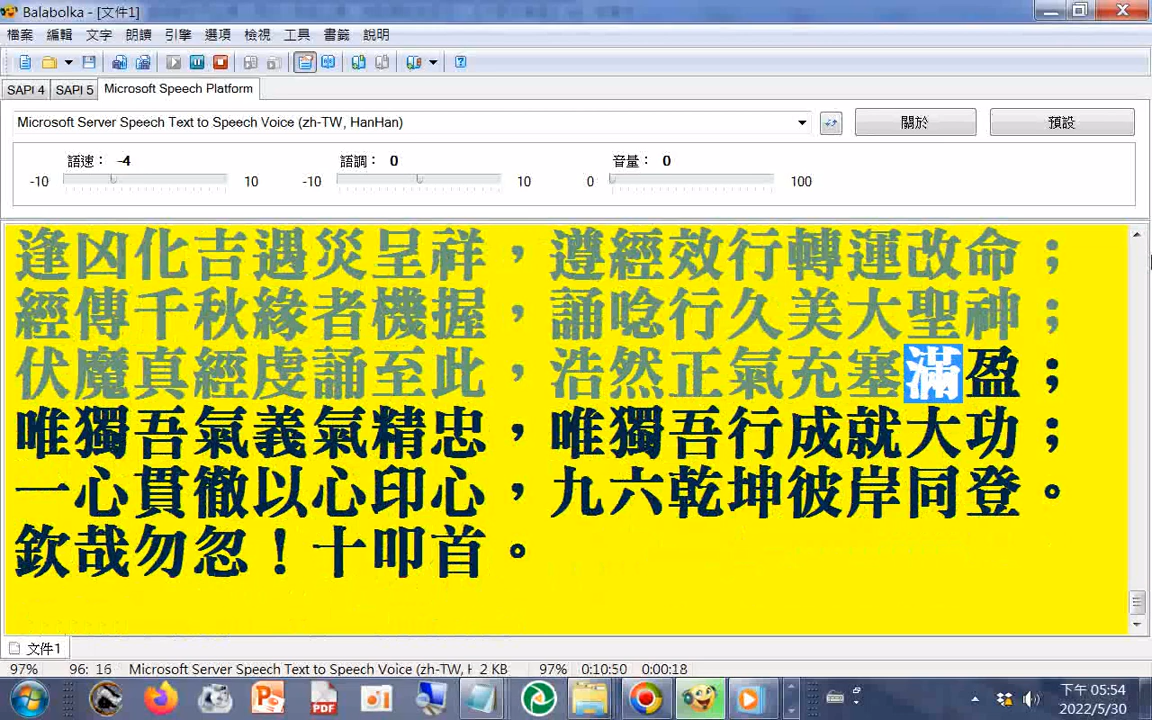 Balabolka - [文件1]
檔案 編輯 文字 朗讀 引擎 選項 檢視 工具 書籤 說明
SAPI 4 SAPI 5 Microsoft Speech Platform
Microsoft Server Speech Text to Speech Voice (zh-TW, HanHan) 關於 預設
語速： -4 語調： 0 音量： 0
-10 10 -10 10 0 100
逢凶化吉遇災呈祥，遵經效行轉運改命；
經傳千秋緣者機握，誦唸行久美大聖神；
伏魔真經虔誦至此，浩然正氣充塞滿盈；
唯獨吾氣義氣精忠，唯獨吾行成就大功；
一心貫徹以心印心，九六乾坤彼岸同登。
欽哉勿忽！十叩首。
文件1
97% 96: 16 Microsoft Server Speech Text to Speech Voice (zh-TW, H 2 KB 97% 0:10:50 0:00:18
PDF
下午 05:54
2022/5/30